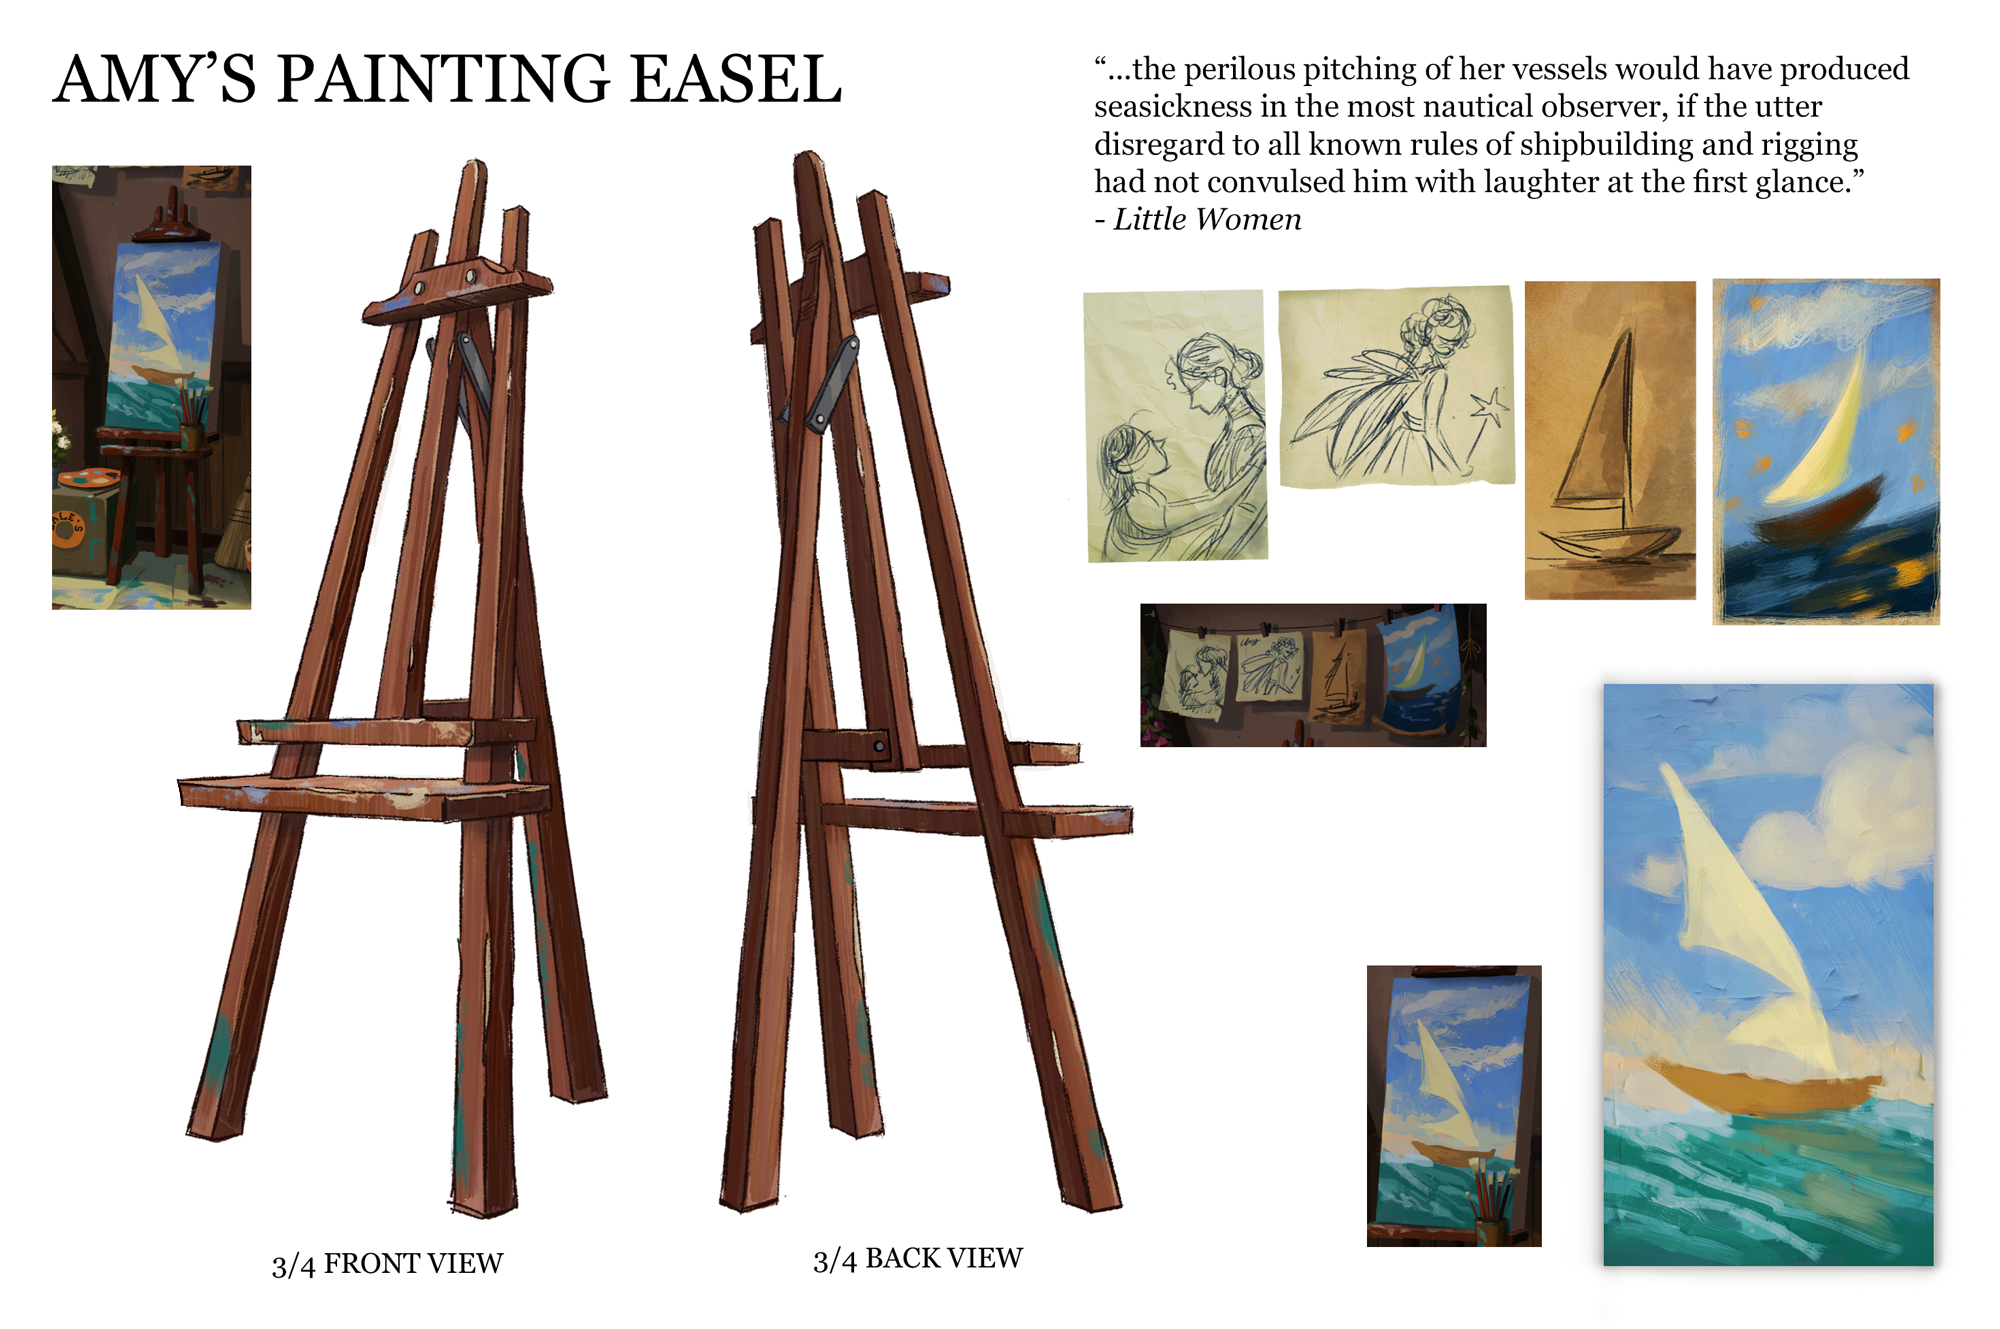 AMY’S PAINTING EASEL
“...the perilous pitching of her vessels would have produced
seasickness in the most nautical observer, if the utter
disregard to all known rules of shipbuilding and rigging
had not convulsed him with laughter at the first glance.”
- Little Women
Amy
3/4 FRONT VIEW
3/4 BACK VIEW